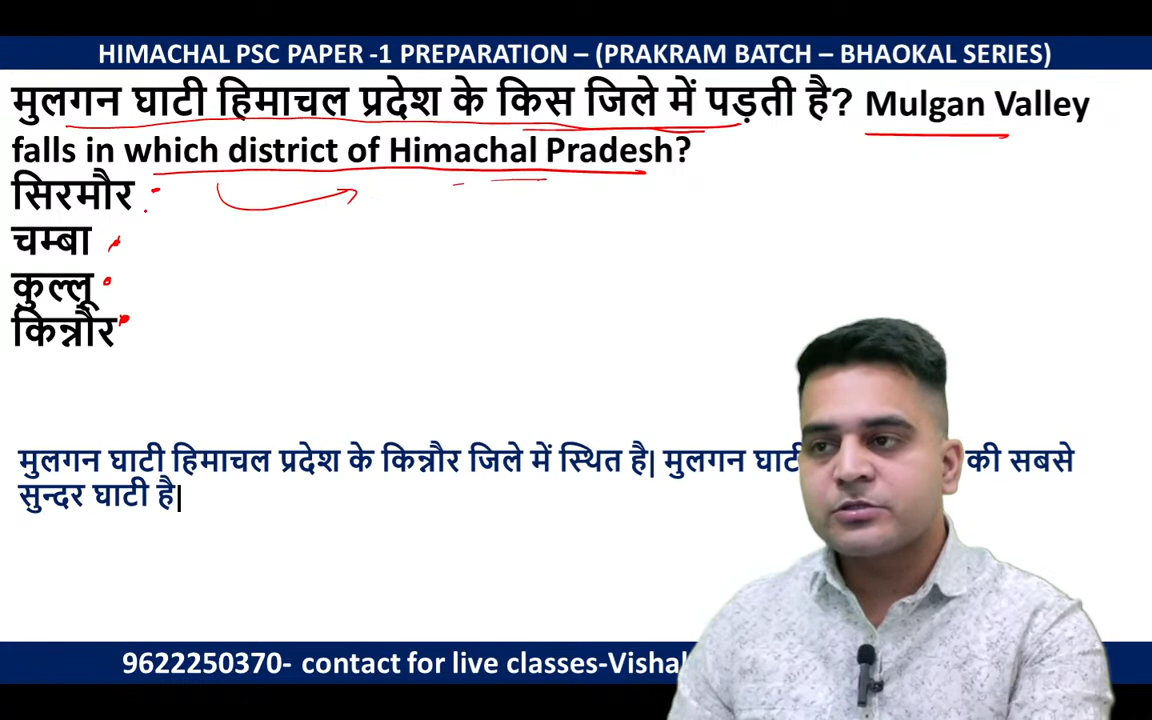 HIMACHAL PSC PAPER -1 PREPARATION – (PRAKRAM BATCH – BHAOKAL SERIES)
मुलगन घाटी हिमाचल प्रदेश के किस जिले में पड़ती है? Mulgan Valley
falls in which district of Himachal Pradesh?
सिरमौर
चम्बा
कुल्लू
किन्नौर
मुलगन घाटी हिमाचल प्रदेश के किन्नौर जिले में स्थित है| मुलगन घाटी की सबसे
सुन्दर घाटी है|
9622250370- contact for live classes-Vishal